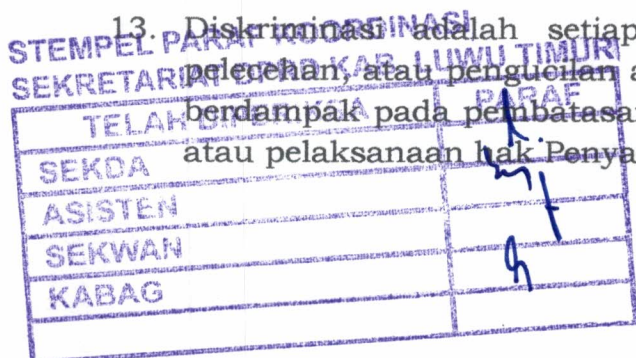 13. Diskriminasi adalah setiap
pelecehan, atau pengucilan
berdampak pada pembatasan
atau pelaksanaan hak Penya
STEMPEL PARAF KOORDINASI
SEKRETARIAT DPRD KAB. LUWU TIMUR
TELAH DIPERIKSA PARAF
SEKDA
ASISTEN
SEKWAN
KABAG